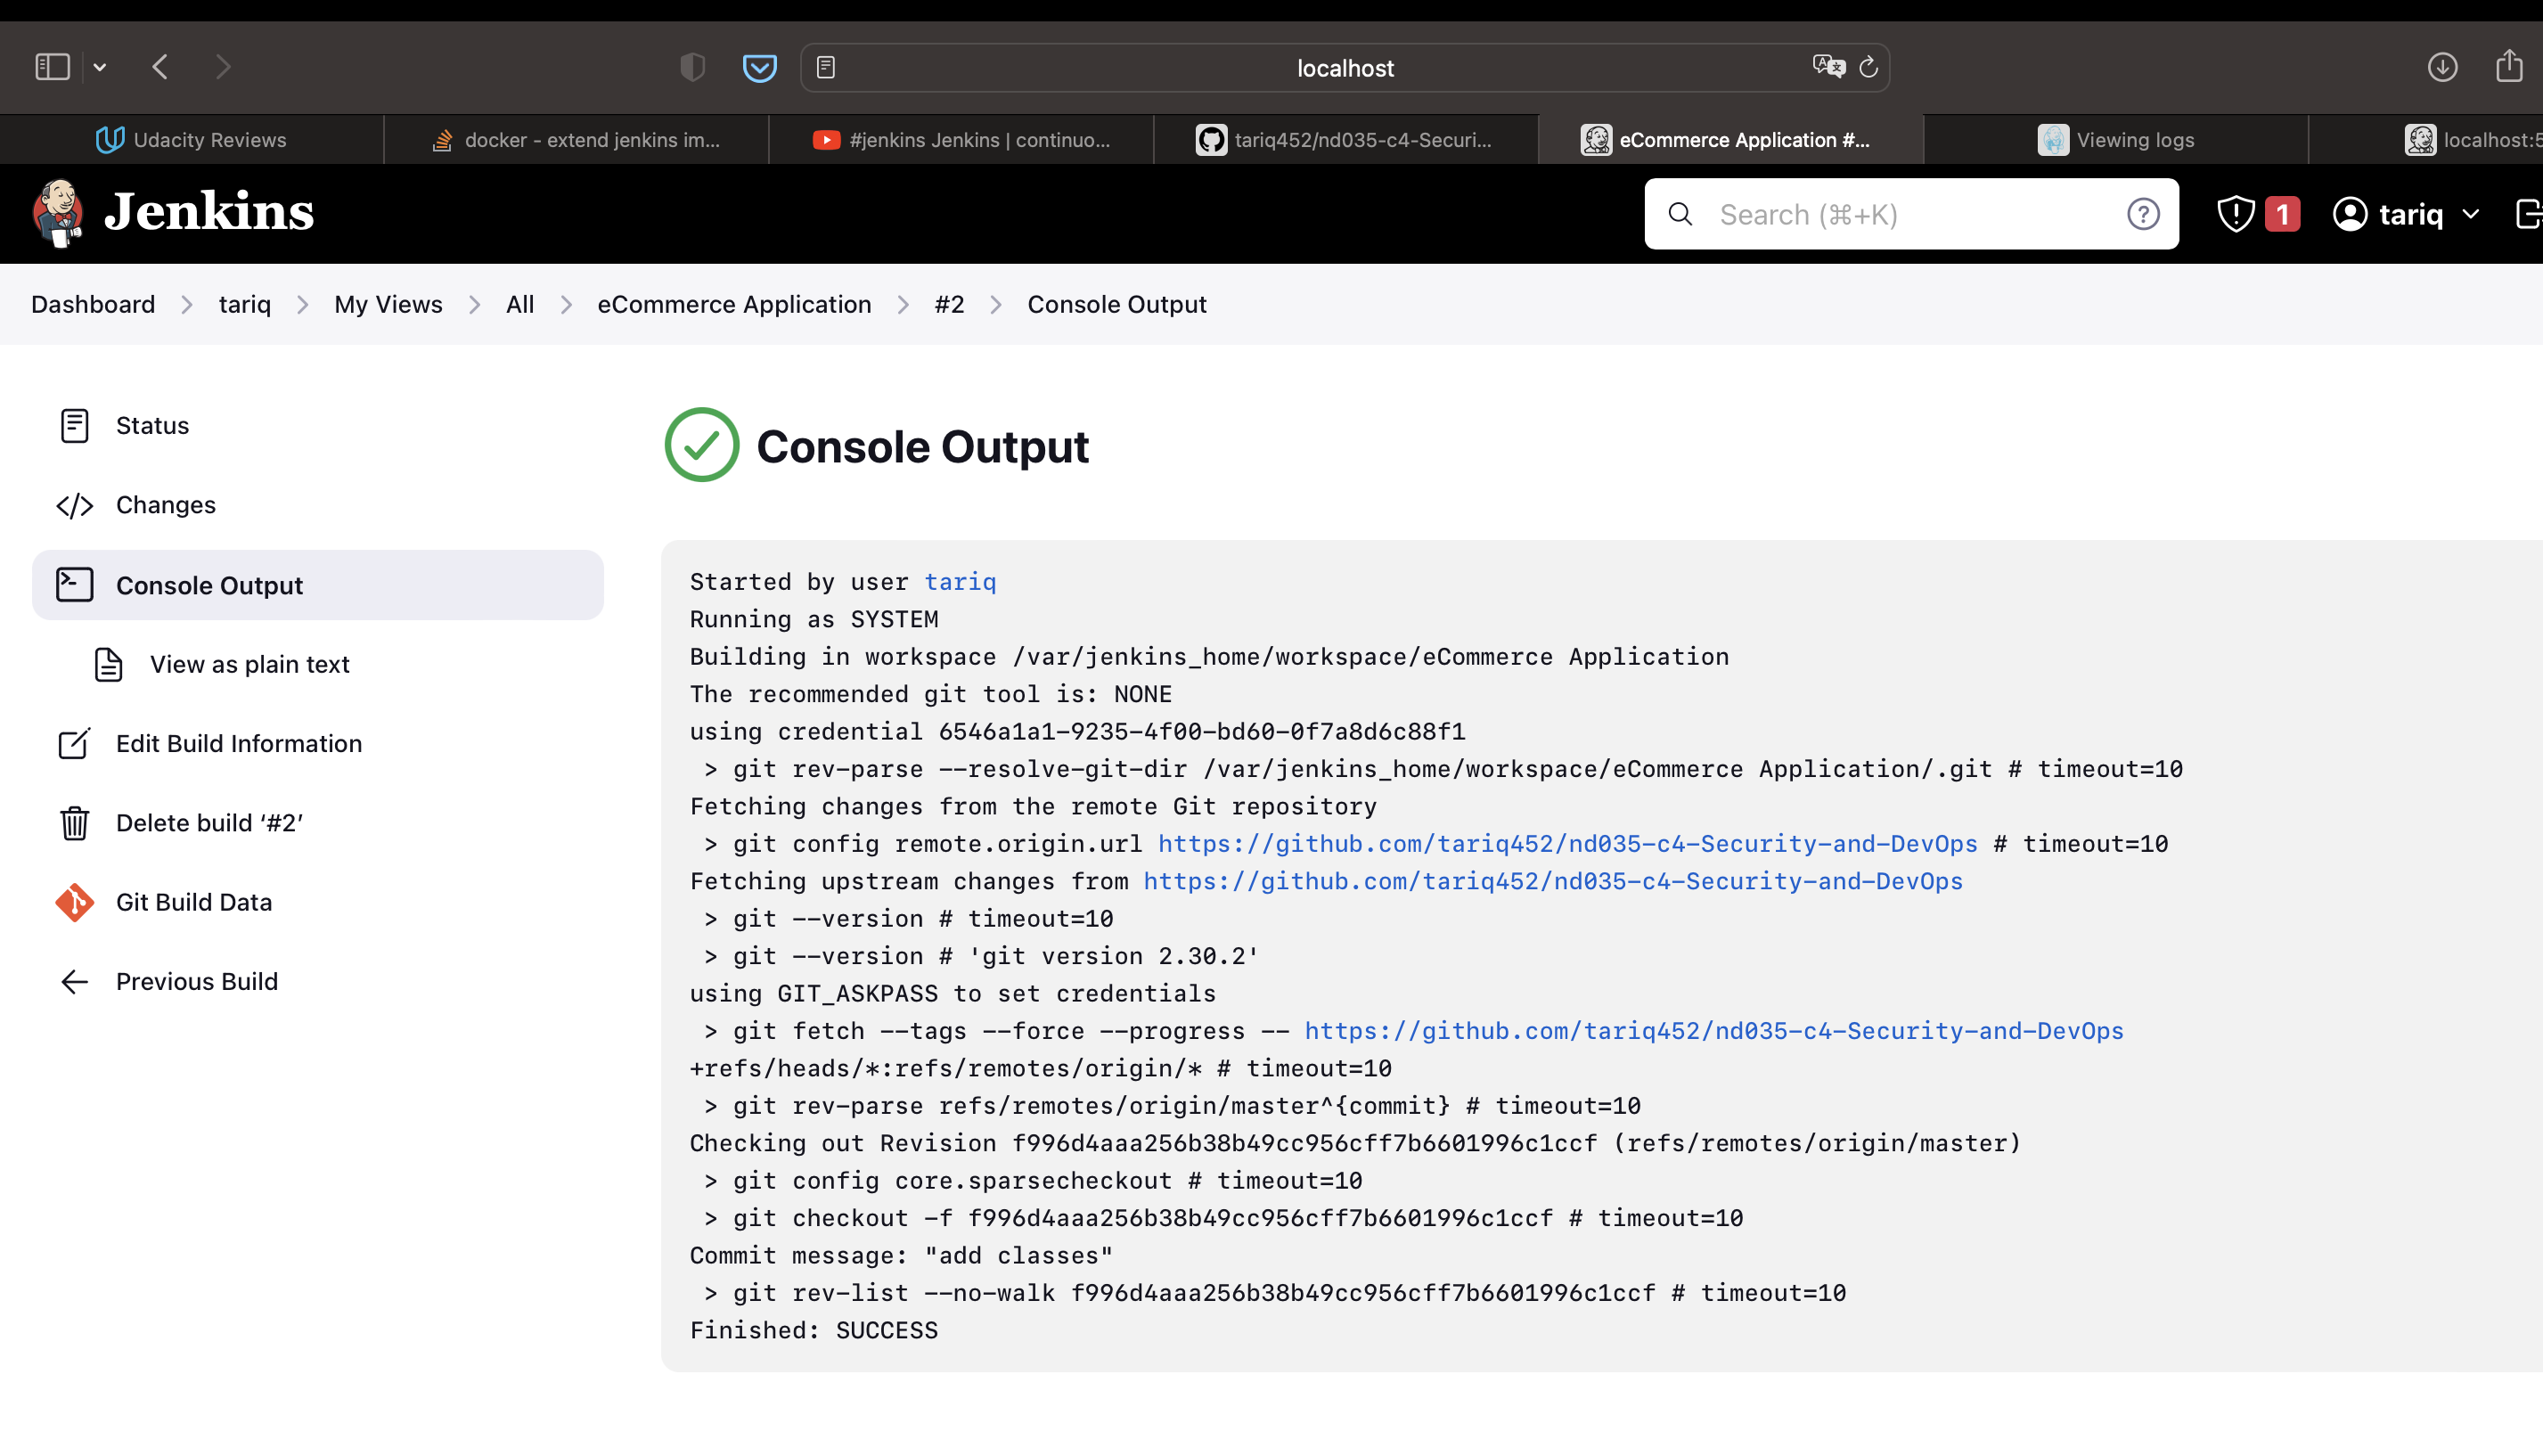 localhost
Udacity Reviews
docker - extend jenkins im...
#jenkins Jenkins | continuo...
tariq452/nd035-c4-Securi...
eCommerce Application #...
Viewing logs
localhost:5
Jenkins
Search (⌘+K)
1
tariq
Dashboard > tariq > My Views > All > eCommerce Application > #2 > Console Output
Status
Changes
Console Output
View as plain text
Edit Build Information
Delete build ‘#2’
Git Build Data
Previous Build
Console Output
Started by user tariq
Running as SYSTEM
Building in workspace /var/jenkins_home/workspace/eCommerce Application
The recommended git tool is: NONE
using credential 6546a1a1-9235-4f00-bd60-0f7a8d6c88f1
> git rev-parse --resolve-git-dir /var/jenkins_home/workspace/eCommerce Application/.git # timeout=10
Fetching changes from the remote Git repository
> git config remote.origin.url https://github.com/tariq452/nd035-c4-Security-and-DevOps # timeout=10
Fetching upstream changes from https://github.com/tariq452/nd035-c4-Security-and-DevOps
> git --version # timeout=10
> git --version # 'git version 2.30.2'
using GIT_ASKPASS to set credentials
> git fetch --tags --force --progress -- https://github.com/tariq452/nd035-c4-Security-and-DevOps
+refs/heads/*:refs/remotes/origin/* # timeout=10
> git rev-parse refs/remotes/origin/master^{commit} # timeout=10
Checking out Revision f996d4aaa256b38b49cc956cff7b6601996c1ccf (refs/remotes/origin/master)
> git config core.sparsecheckout # timeout=10
> git checkout -f f996d4aaa256b38b49cc956cff7b6601996c1ccf # timeout=10
Commit message: "add classes"
> git rev-list --no-walk f996d4aaa256b38b49cc956cff7b6601996c1ccf # timeout=10
Finished: SUCCESS